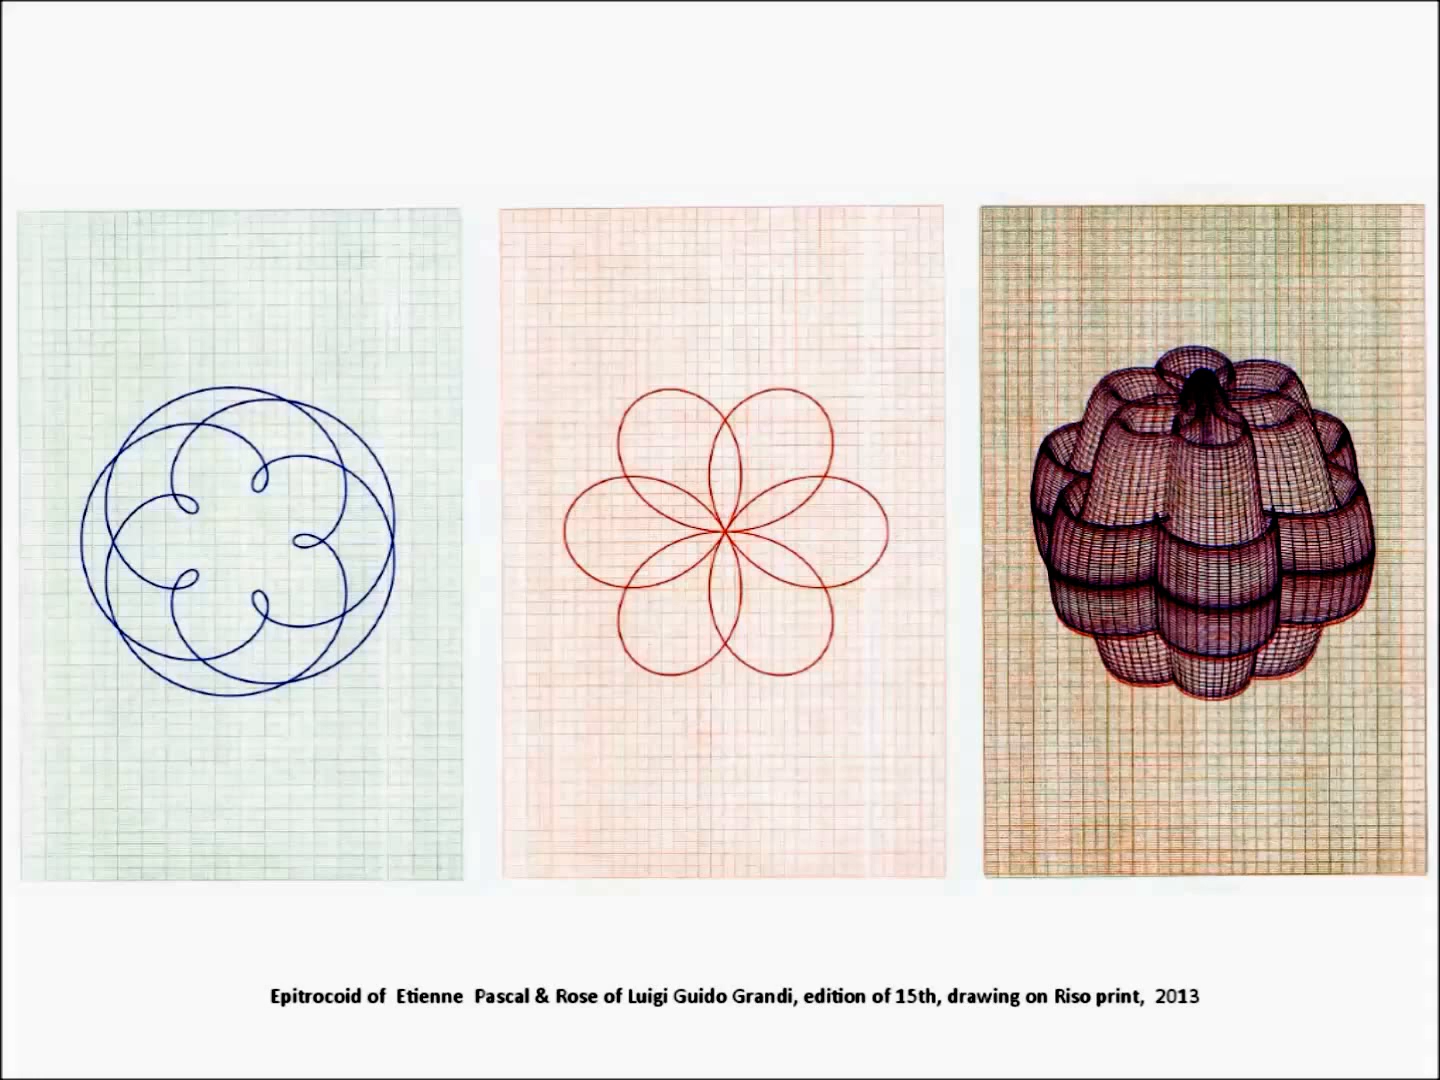 Epitrocoid of  Etienne  Pascal & Rose of Luigi Guido Grandi, edition of 15th, drawing on Riso print,  2013